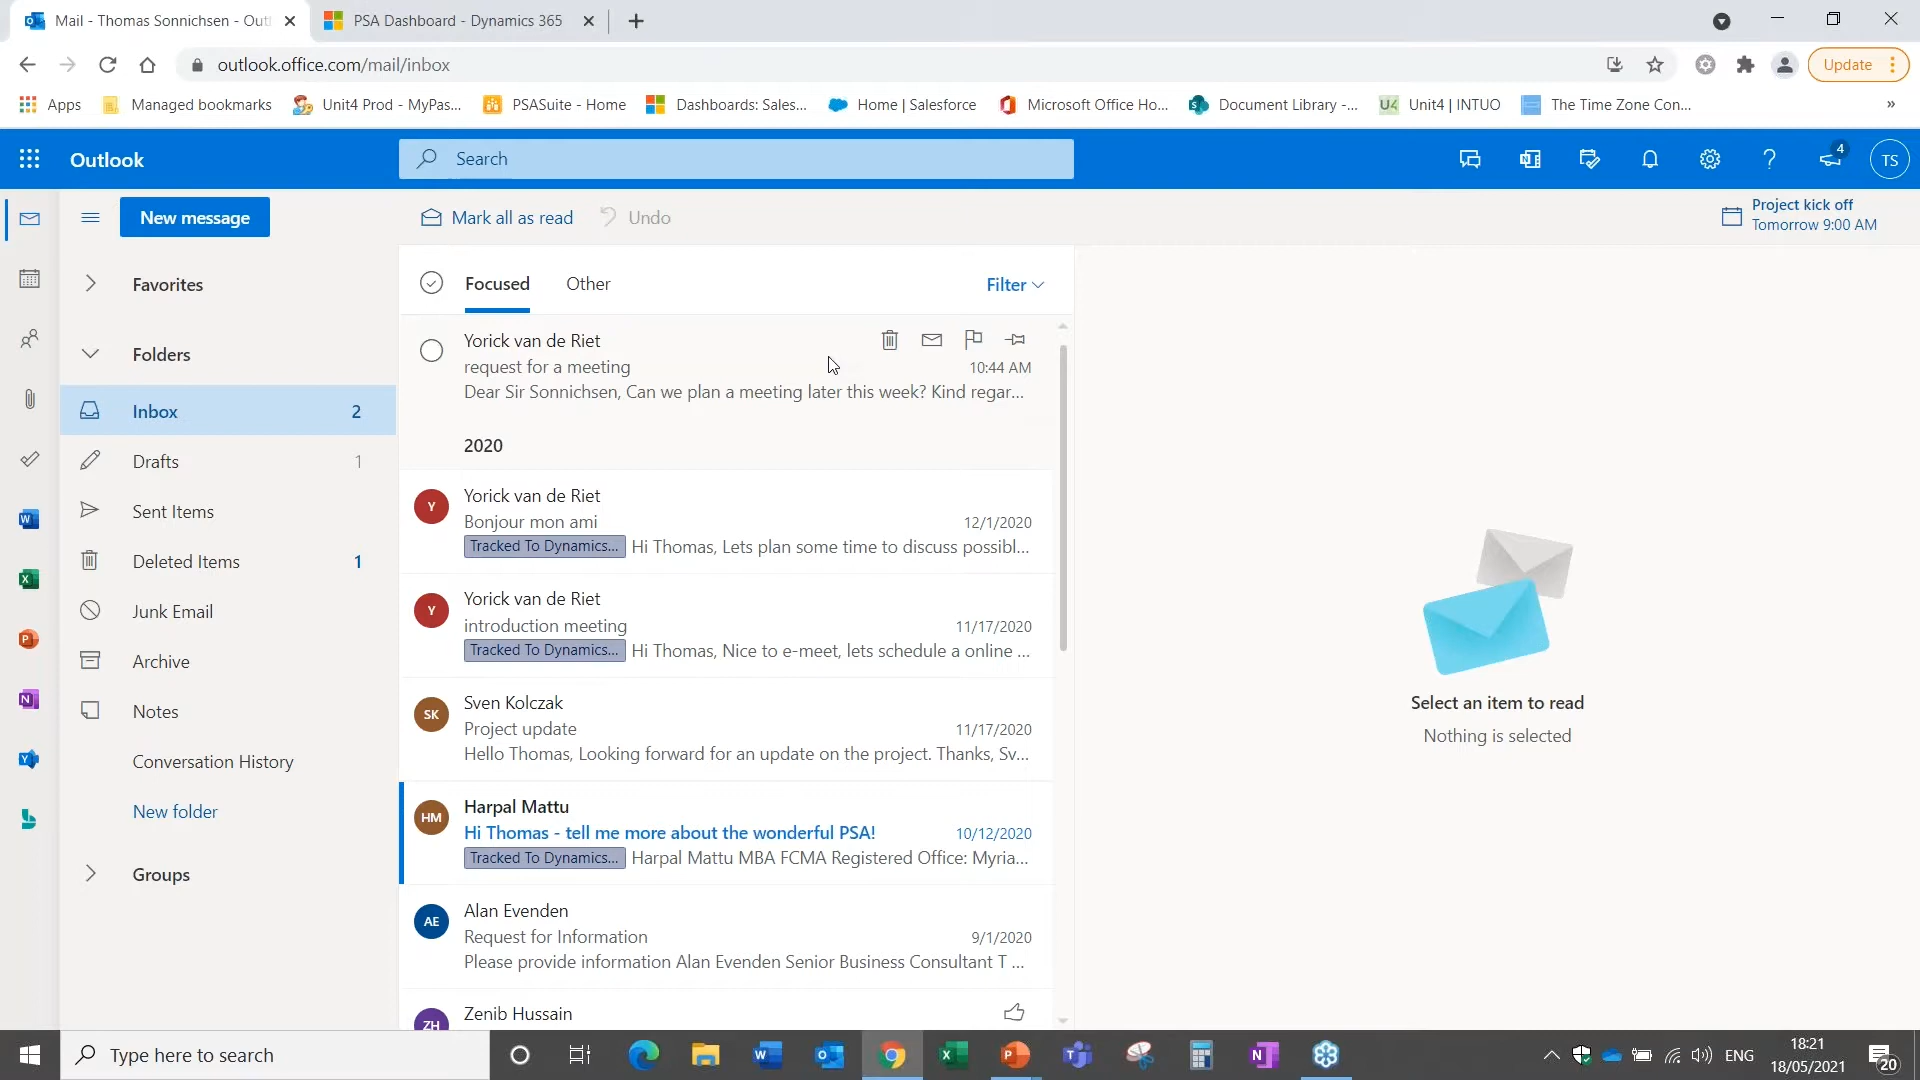 Mail - Thomas Sonnichsen - Out
PSA Dashboard - Dynamics 365
outlook.office.com/mail/inbox
Update
Apps
Managed bookmarks
Unit4 Prod - MyPas...
PSASuite - Home
Dashboards: Sales...
Home | Salesforce
Microsoft Office Ho...
Document Library -...
U4
Unit4 | INTUO
The Time Zone Con...
»
Outlook
Search
4
TS
New message
Mark all as read
Undo
Project kick off
Tomorrow 9:00 AM
Favorites
Folders
Inbox 2
Drafts 1
Sent Items
Deleted Items 1
Junk Email
Archive
Notes
Conversation History
New folder
Groups
Focused
Other
Filter
Yorick van de Riet
request for a meeting 10:44 AM
Dear Sir Sonnichsen, Can we plan a meeting later this week? Kind regar...
2020
Y
Yorick van de Riet
Bonjour mon ami 12/1/2020
Tracked To Dynamics... Hi Thomas, Lets plan some time to discuss possibl...
Y
Yorick van de Riet
introduction meeting 11/17/2020
Tracked To Dynamics... Hi Thomas, Nice to e-meet, lets schedule a online ...
SK
Sven Kolczak
Project update 11/17/2020
Hello Thomas, Looking forward for an update on the project. Thanks, Sv...
HM
Harpal Mattu
Hi Thomas - tell me more about the wonderful PSA! 10/12/2020
Tracked To Dynamics... Harpal Mattu MBA FCMA Registered Office: Myria...
AE
Alan Evenden
Request for Information 9/1/2020
Please provide information Alan Evenden Senior Business Consultant T ...
ZH
Zenib Hussain
Select an item to read
Nothing is selected
Type here to search
ENG
18:21
18/05/2021
20